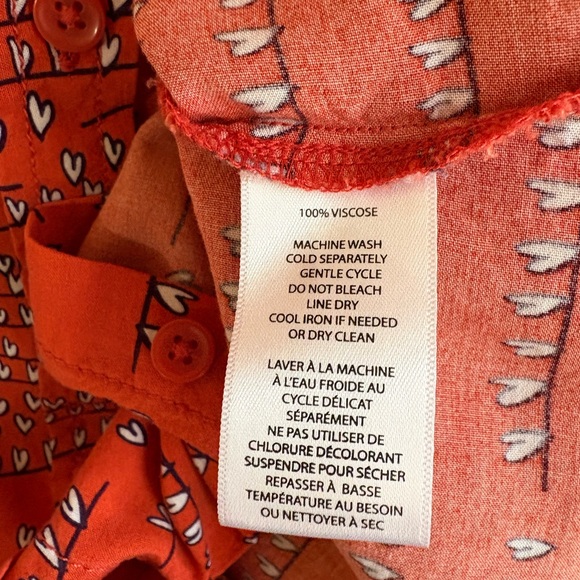 100% VISCOSE
MACHINE WASH
COLD SEPARATELY
GENTLE CYCLE
DO NOT BLEACH
LINE DRY
COOL IRON IF NEEDED
OR DRY CLEAN
LAVER À LA MACHINE
À L'EAU FROIDE AU
CYCLE DÉLICAT
SÉPARÉMENT
NE PAS UTILISER DE
CHLORURE DÉCOLORANT
SUSPENDRE POUR SÉCHER
REPASSER À BASSE
TEMPÉRATURE AU BESOIN
OU NETTOYER À SEC